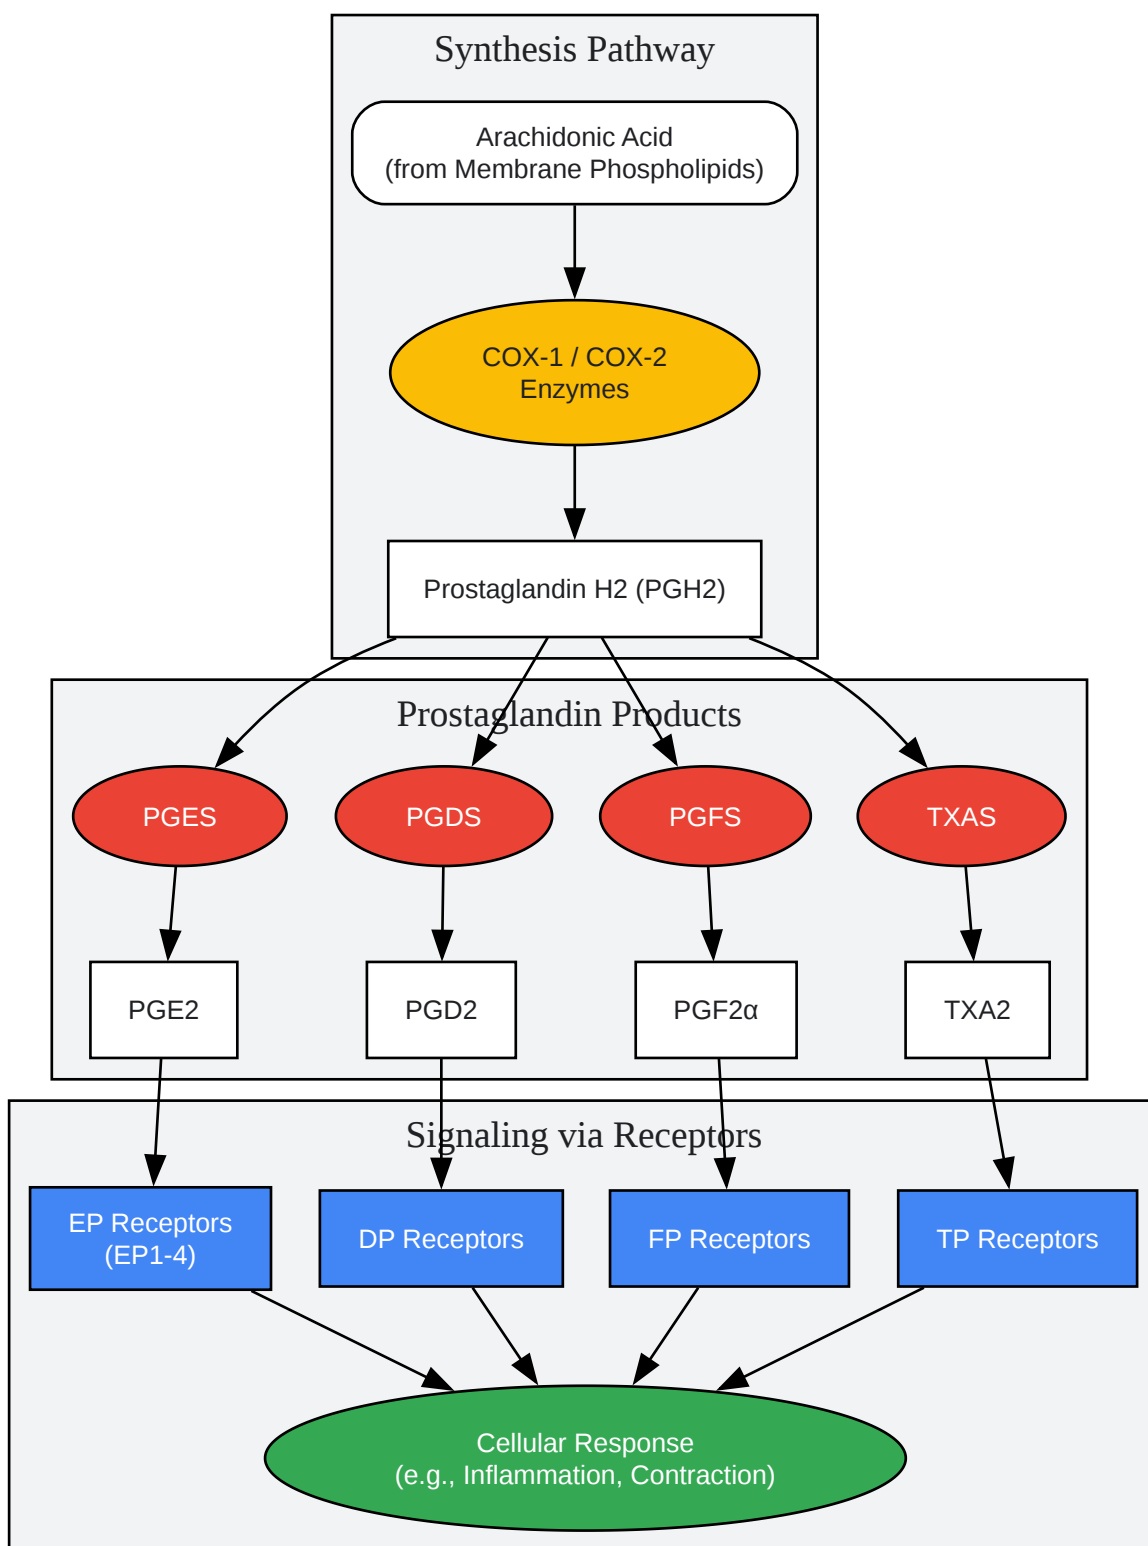 Synthesis Pathway
Arachidonic Acid
(from Membrane Phospholipids)
COX-1 / COX-2
Enzymes
Prostaglandin H2 (PGH2)
Prostaglandin Products
PGES
PGDS
PGFS
TXAS
PGE2
PGD2
PGF2α
TXA2
Signaling via Receptors
EP Receptors
(EP1-4)
DP Receptors
FP Receptors
TP Receptors
Cellular Response
(e.g., Inflammation, Contraction)